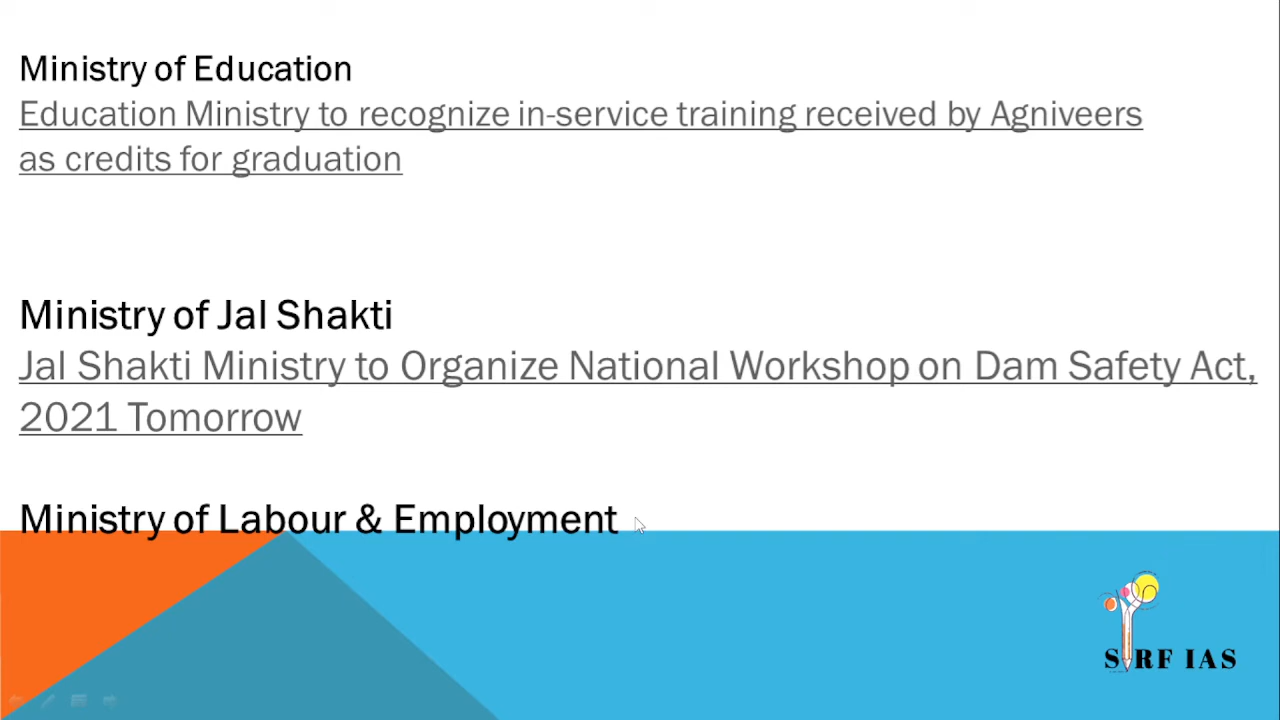 Ministry of Education
Education Ministry to recognize in-service training received by Agniveers
as credits for graduation
Ministry of Jal Shakti
Jal Shakti Ministry to Organize National Workshop on Dam Safety Act,
2021 Tomorrow
Ministry of Labour & Employment
SIRF IAS